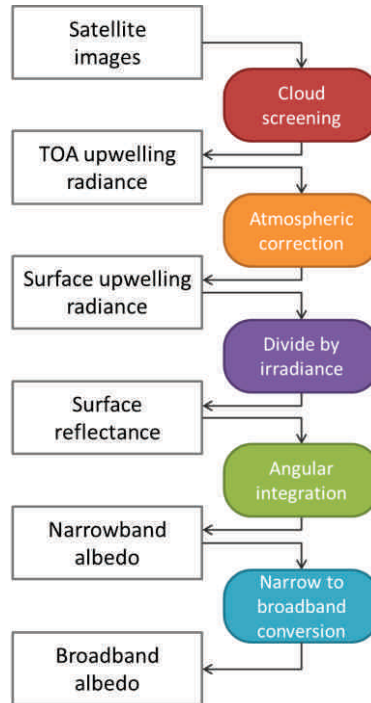 Satellite
images
Cloud
screening
TOA upwelling
radiance
Atmospheric
correction
Surface upwelling
radiance
Divide by
irradiance
Surface
reflectance
Angular
integration
Narrowband
albedo
Narrow to
broadband
conversion
Broadband
albedo